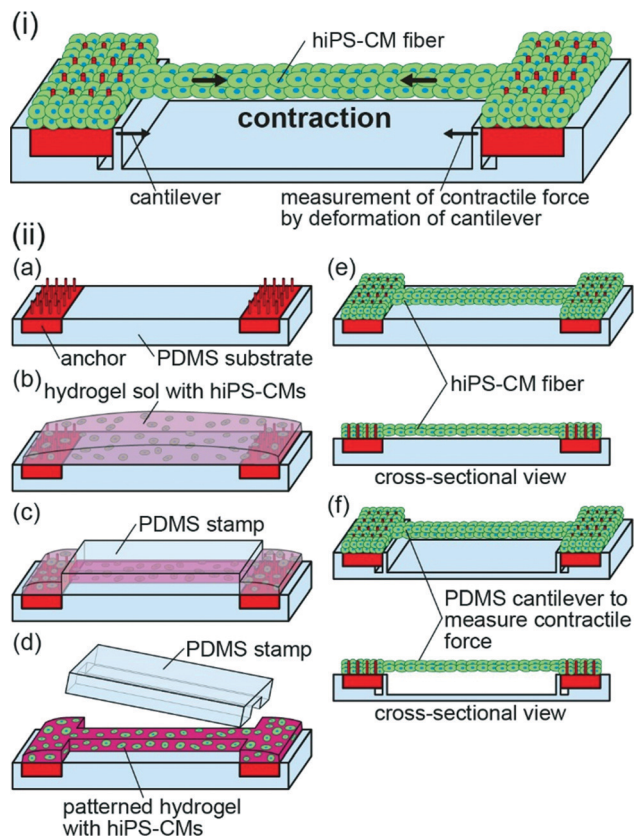 (i)
hiPS-CM fiber
contraction
cantilever
measurement of contractile force
by deformation of cantilever
(ii)
(a)
anchor
PDMS substrate
(b)
hydrogel sol with hiPS-CMs
(c)
PDMS stamp
(d)
PDMS stamp
patterned hydrogel
with hiPS-CMs
(e)
hiPS-CM fiber
cross-sectional view
(f)
PDMS cantilever to
measure contractile
force
cross-sectional view